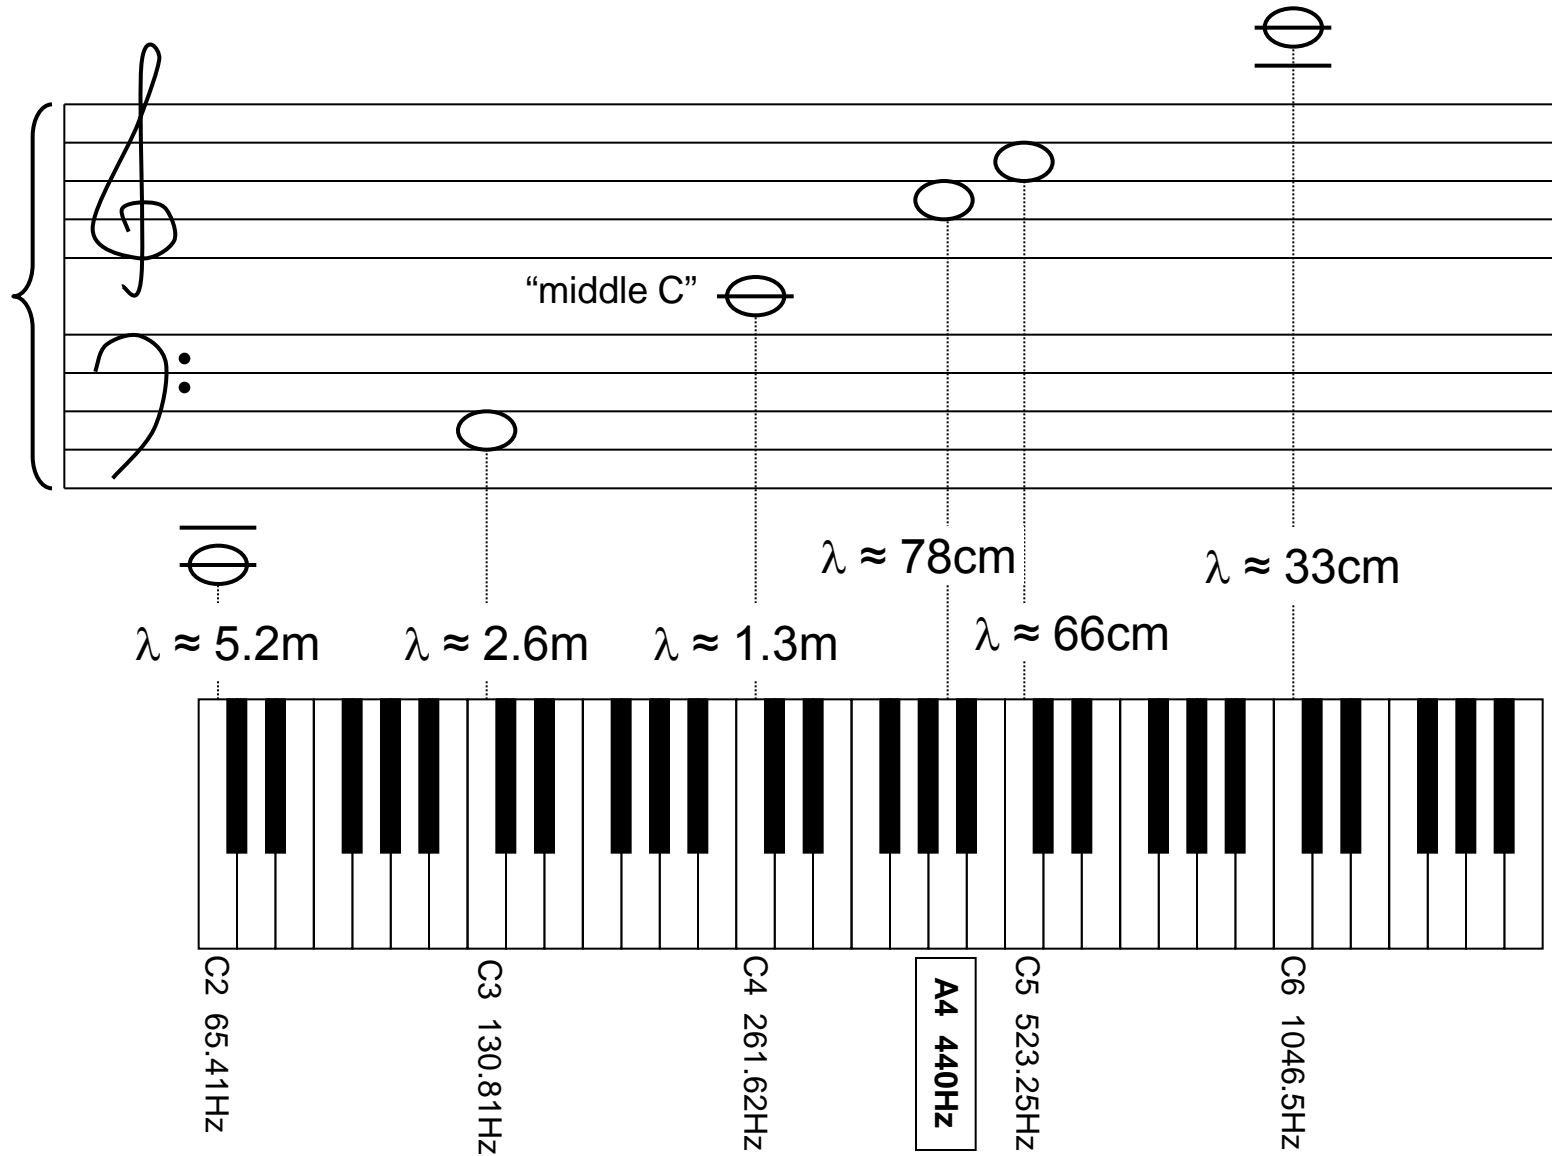 “middle C”
λ ≈ 78cm
λ ≈ 33cm
λ ≈ 5.2m
λ ≈ 2.6m
λ ≈ 1.3m
λ ≈ 66cm
C2 65.41Hz
C3 130.81Hz
C4 261.62Hz
A4 440Hz
C5 523.25Hz
C6 1046.5Hz